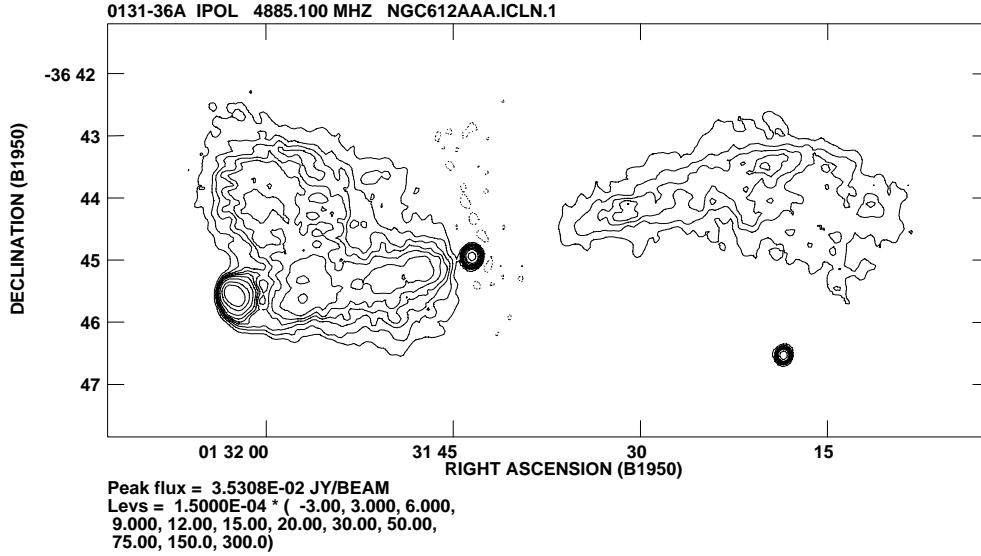 0131-36A IPOL 4885.100 MHZ NGC612AAA.ICLN.1
DECLINATION (B1950)
-36 42
43
44
45
46
47
01 32 00
31 45
30
15
RIGHT ASCENSION (B1950)
Peak flux = 3.5308E-02 JY/BEAM
Levs = 1.5000E-04 * ( -3.00, 3.000, 6.000,
9.000, 12.00, 15.00, 20.00, 30.00, 50.00,
75.00, 150.0, 300.0)